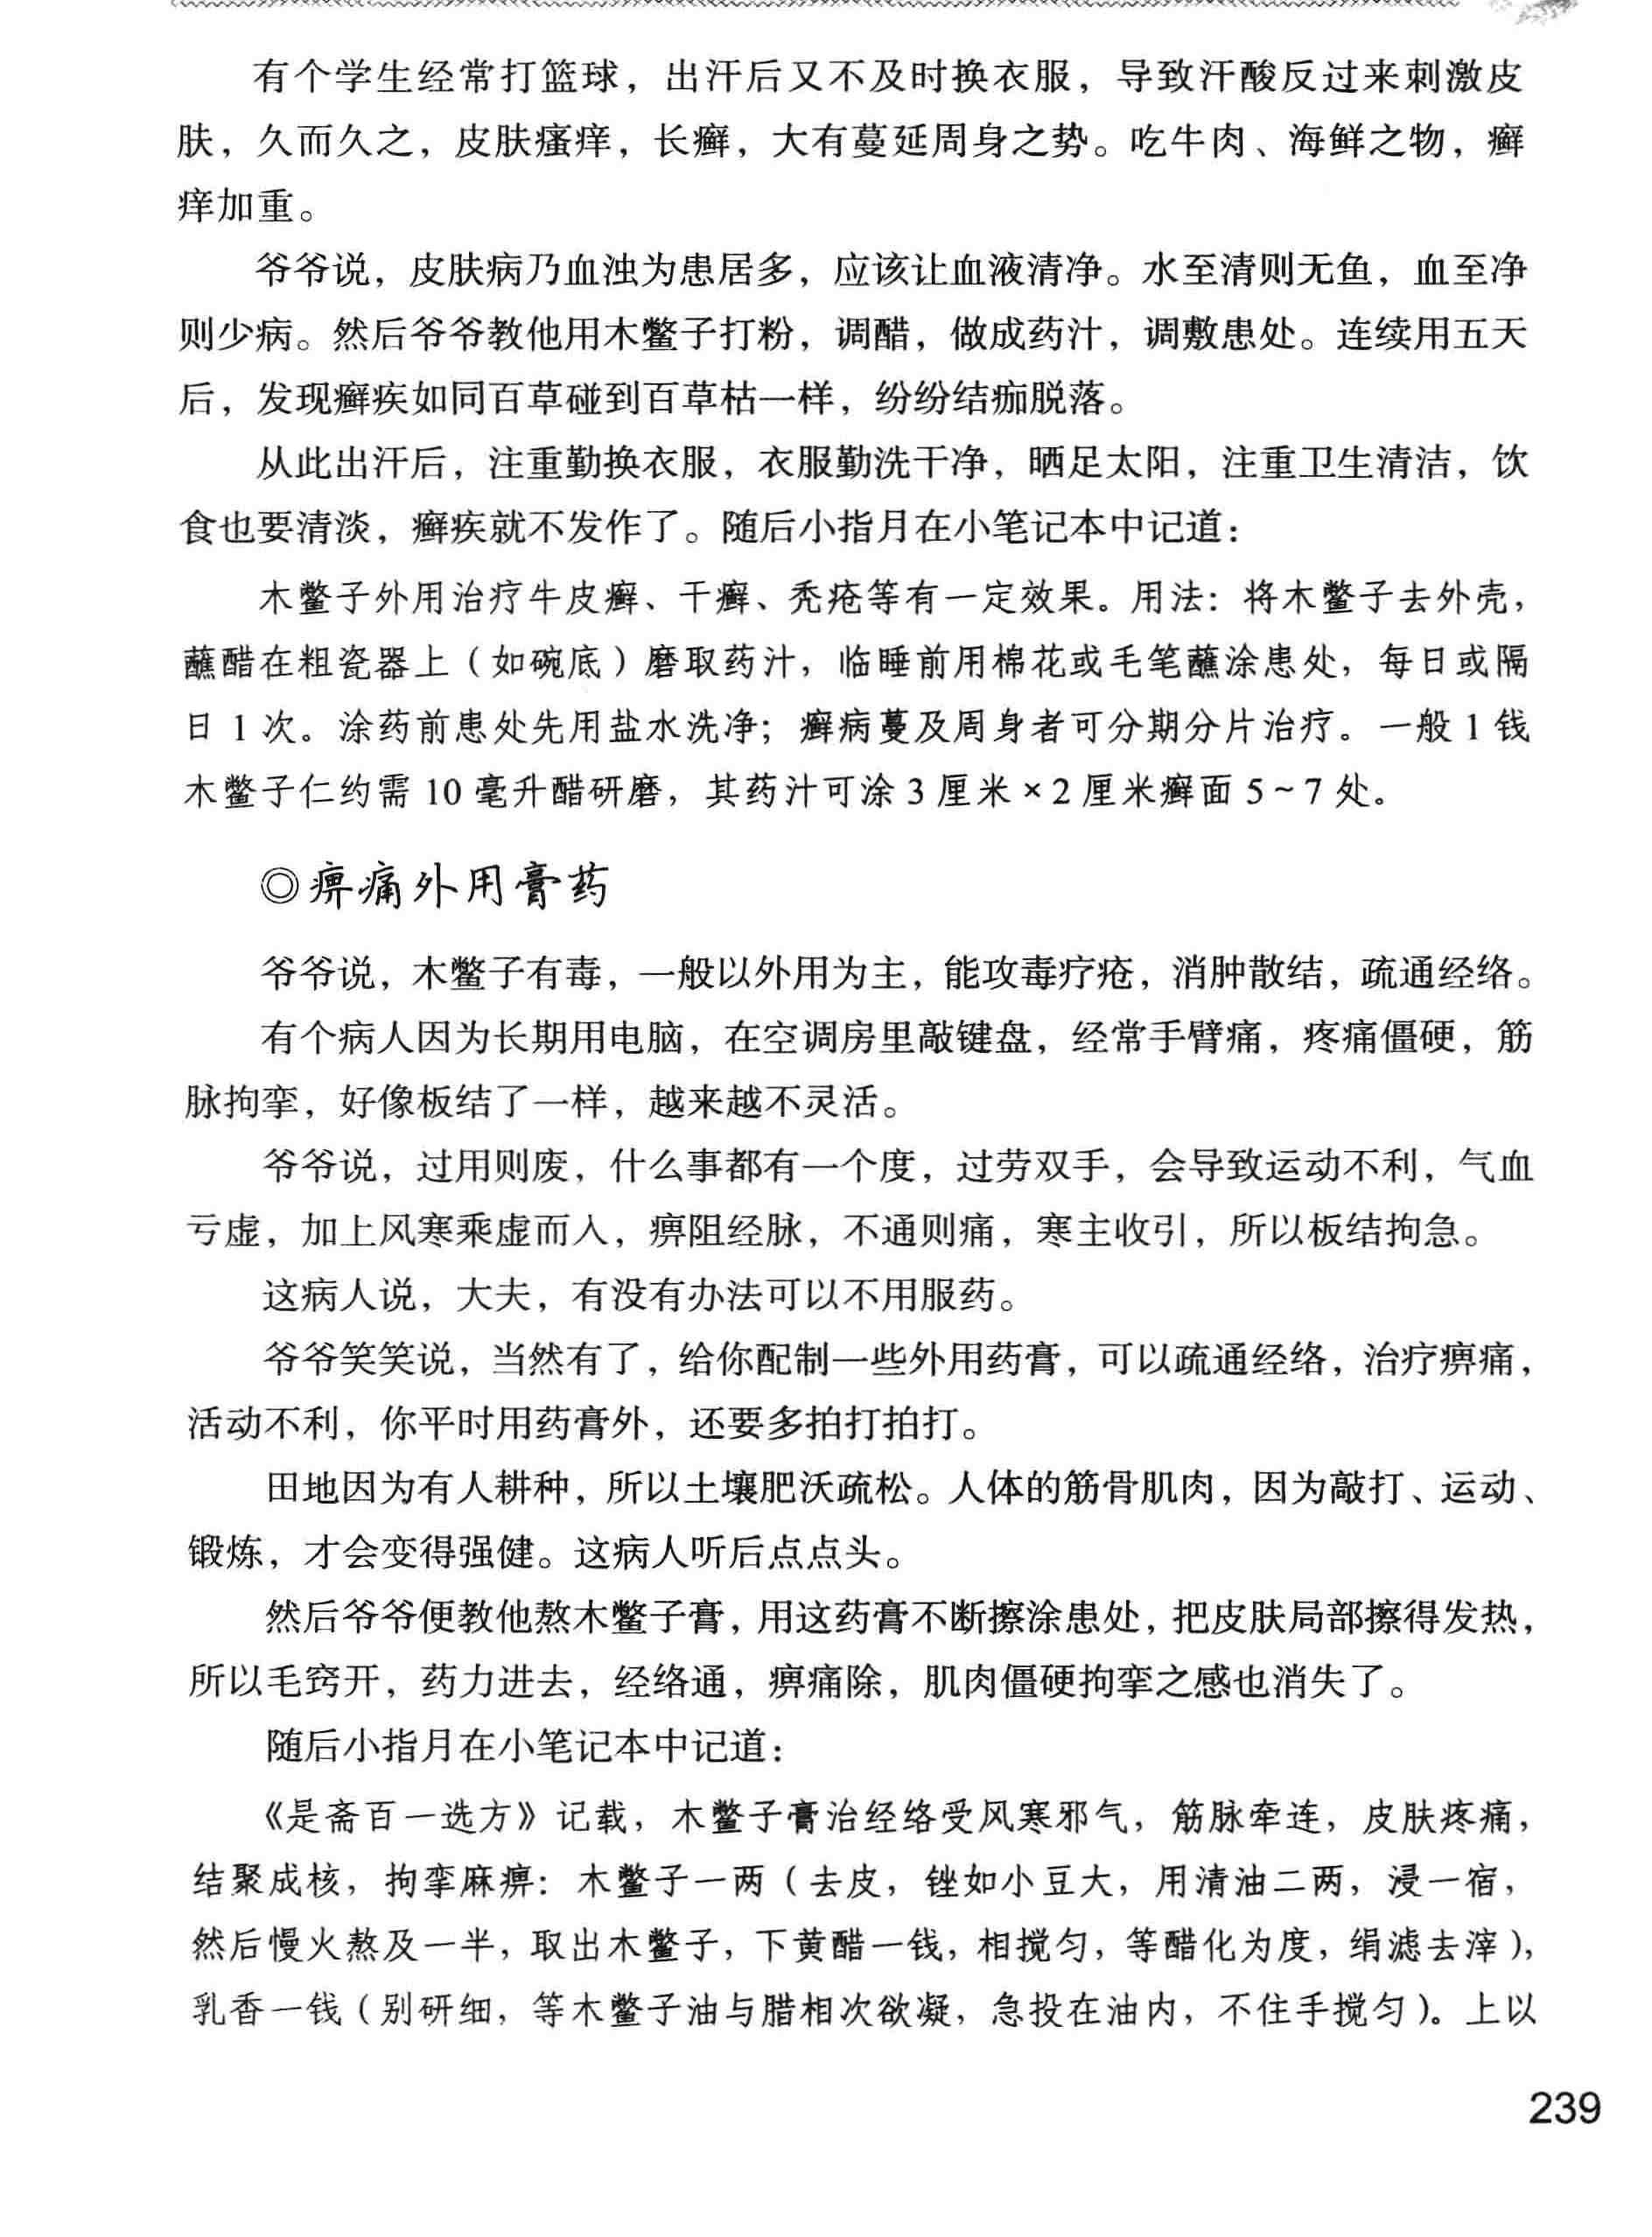 有个学生经常打篮球，出汗后又不及时换衣服，导致汗酸反过来刺激皮
肤，久而久之，皮肤瘙痒，长癣，大有蔓延周身之势。吃牛肉、海鲜之物，癣
痒加重。
爷爷说，皮肤病乃血浊为患居多，应该让血液清净。水至清则无鱼，血至净
则少病。然后爷爷教他用木鳖子打粉，调醋，做成药汁，调敷患处。连续用五天
后，发现癣疾如同百草碰到百草枯一样，纷纷结痂脱落。
从此出汗后，注重勤换衣服，衣服勤洗干净，晒足太阳，注重卫生清洁，饮
食也要清淡，癣疾就不发作了。随后小指月在小笔记本中记道：
木鳖子外用治疗牛皮癣、干癣、秃疮等有一定效果。用法：将木鳖子去外壳，
蘸醋在粗瓷器上（如碗底）磨取药汁，临睡前用棉花或毛笔蘸涂患处，每日或隔
日 1 次。涂药前患处先用盐水洗净；癣病蔓及周身者可分期分片治疗。一般 1 钱
木鳖子仁约需 10 毫升醋研磨，其药汁可涂 3 厘米 × 2 厘米癣面 5 ~ 7 处。
◎痹痛外用膏药
爷爷说，木鳖子有毒，一般以外用为主，能攻毒疗疮，消肿散结，疏通经络。
有个病人因为长期用电脑，在空调房里敲键盘，经常手臂痛，疼痛僵硬，筋
脉拘挛，好像板结了一样，越来越不灵活。
爷爷说，过用则废，什么事都有一个度，过劳双手，会导致运动不利，气血
亏虚，加上风寒乘虚而入，痹阻经脉，不通则痛，寒主收引，所以板结拘急。
这病人说，大夫，有没有办法可以不用服药。
爷爷笑笑说，当然有了，给你配制一些外用药膏，可以疏通经络，治疗痹痛，
活动不利，你平时用药膏外，还要多拍打拍打。
田地因为有人耕种，所以土壤肥沃疏松。人体的筋骨肌肉，因为敲打、运动、
锻炼，才会变得强健。这病人听后点点头。
然后爷爷便教他熬木鳖子膏，用这药膏不断擦涂患处，把皮肤局部擦得发热，
所以毛窍开，药力进去，经络通，痹痛除，肌肉僵硬拘挛之感也消失了。
随后小指月在小笔记本中记道：
《是斋百一选方》记载，木鳖子膏治经络受风寒邪气，筋脉牵连，皮肤疼痛，
结聚成核，拘挛麻痹：木鳖子一两（去皮，锉如小豆大，用清油二两，浸一宿，
然后慢火熬及一半，取出木鳖子，下黄醋一钱，相搅匀，等醋化为度，绢滤去滓），
乳香一钱（别研细，等木鳖子油与腊相次欲凝，急投在油内，不住手搅匀）。上以
239